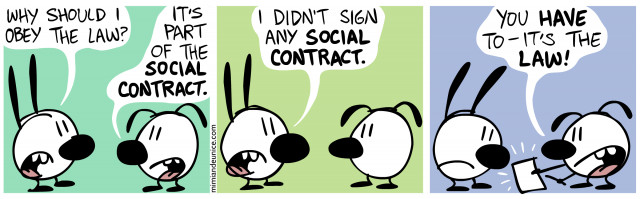 WHY SHOULD I
OBEY THE LAW?
IT'S
PART
OF THE
SOCIAL
CONTRACT.
mimiandeunice.com
I DIDN'T SIGN
ANY SOCIAL
CONTRACT.
YOU HAVE
TO-IT'S THE
LAW!